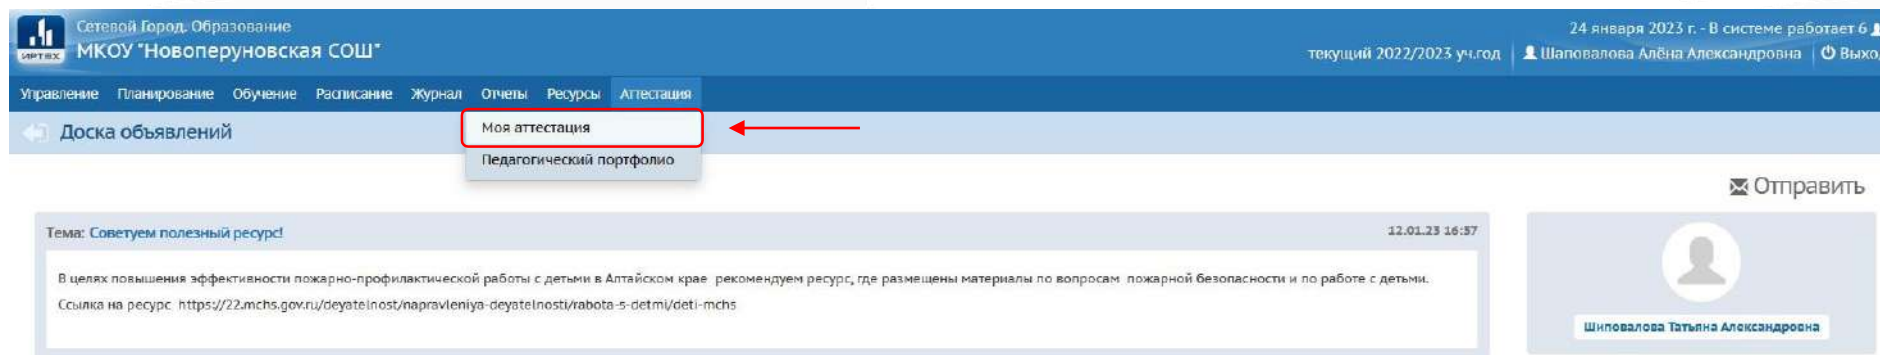 Сетевой Город. Образование
ИРТЕХ
МКОУ "Новоперуновская СОШ"
24 января 2023 г. - В системе работает 6
текущий 2022/2023 уч.год
Шаповалова Алёна Александровна
Выхо
Управление Планирование Обучение Расписание Журнал Отчеты Ресурсы Аттестация
Доска объявлений
Моя аттестация
Педагогический портфолио
Отправить
Тема: Советуем полезный ресурс!
12.01.23 16:57
В целях повышения эффективности пожарно-профилактической работы с детьми в Алтайском крае рекомендуем ресурс, где размещены материалы по вопросам пожарной безопасности и по работе с детьми.
Ссылка на ресурс https://22.mchs.gov.ru/deyatelnost/napravleniya-deyatelnosti/rabota-s-detmi/deti-mchs
Шиповалова Татьяна Александровна